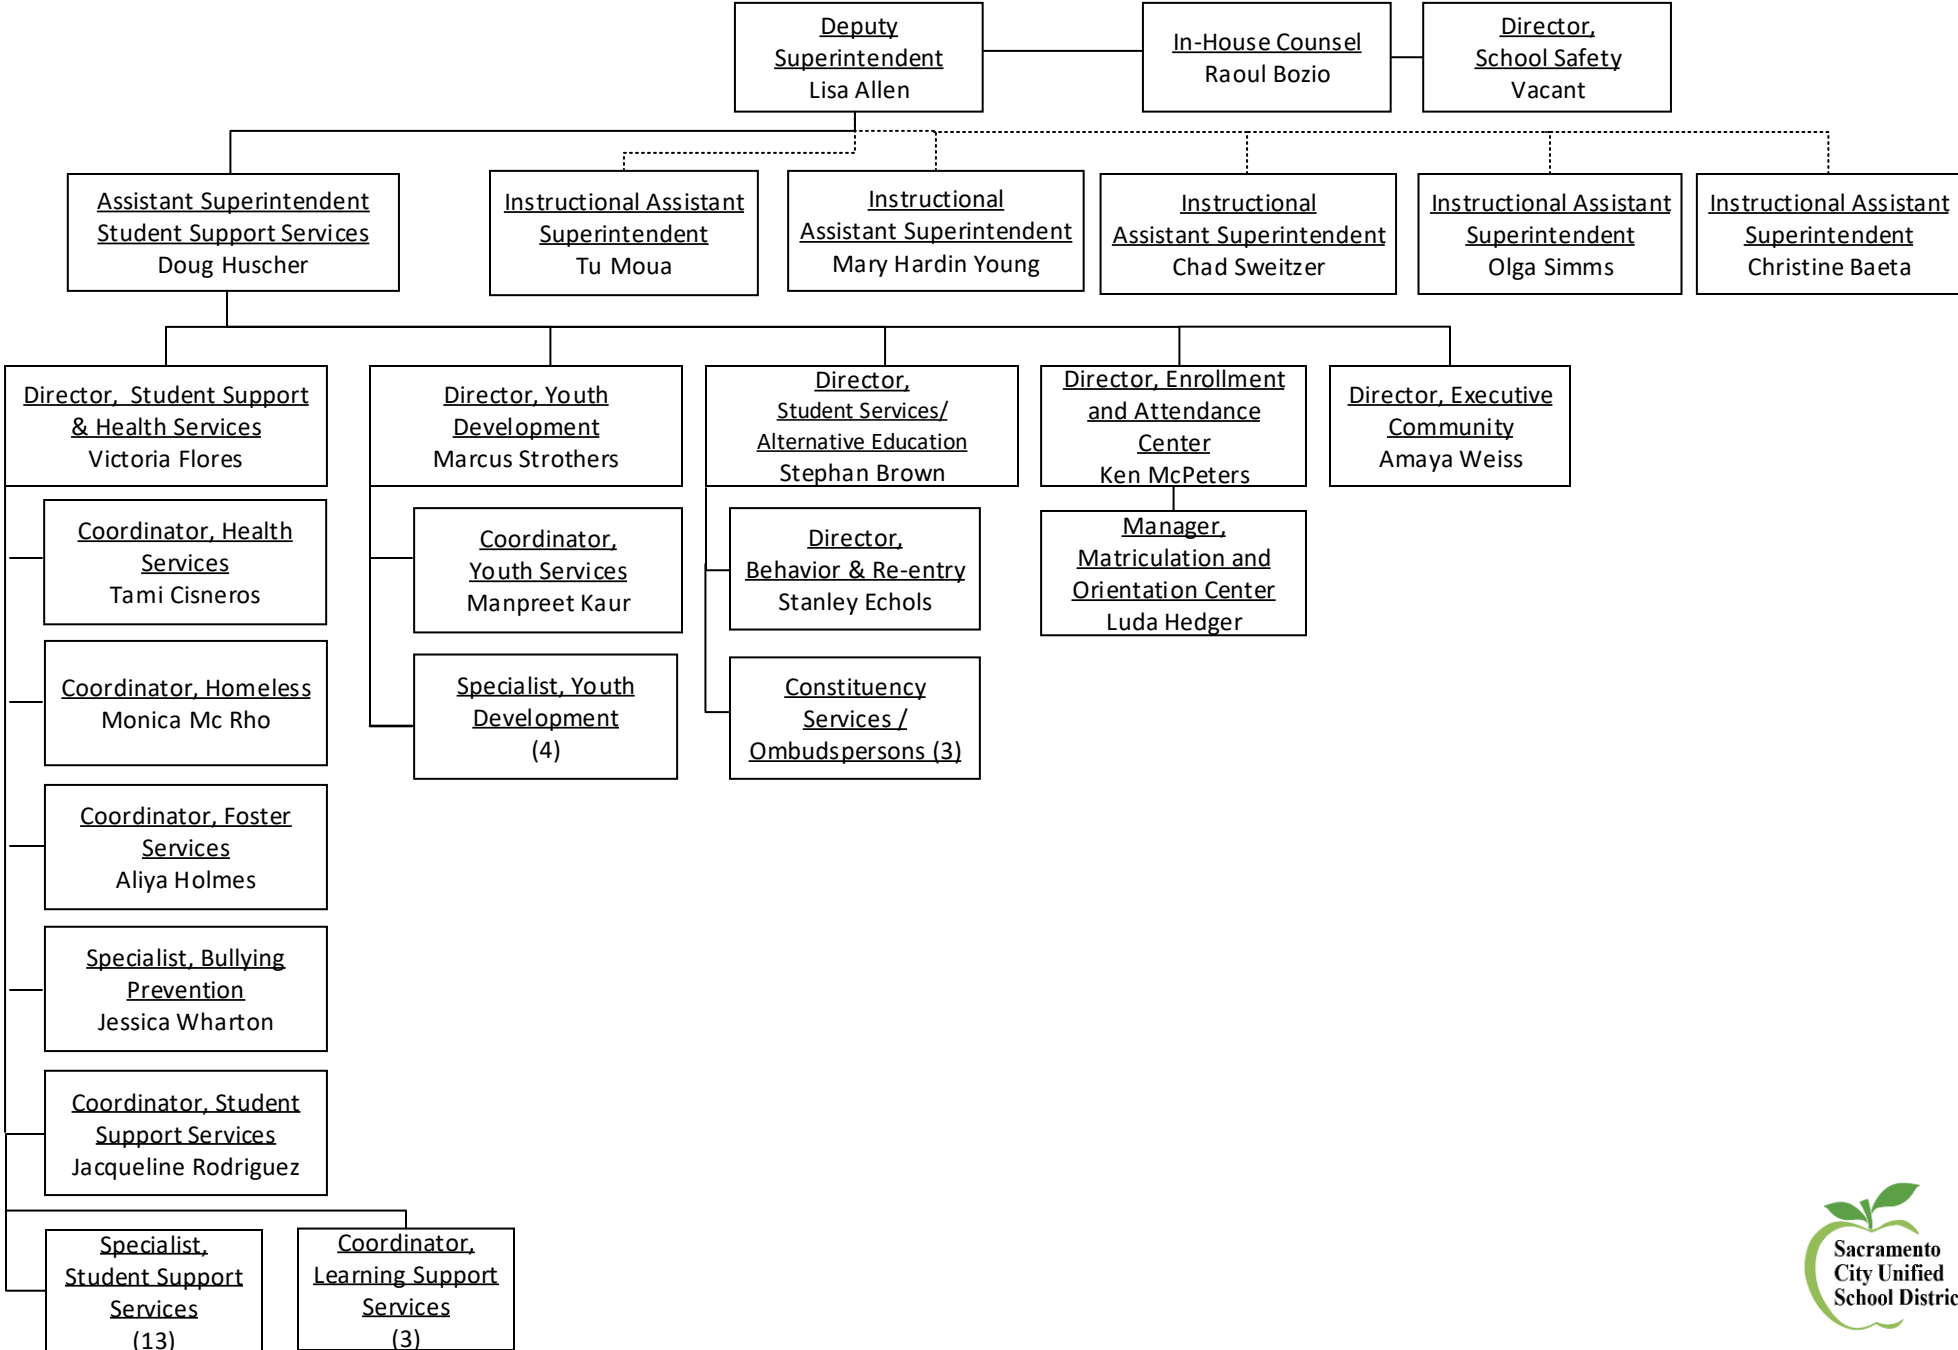 Deputy
Superintendent
Lisa Allen
In-House Counsel
Raoul Bozio
Director,
School Safety
Vacant
Assistant Superintendent
Student Support Services
Doug Huscher
Instructional Assistant
Superintendent
Tu Moua
Instructional
Assistant Superintendent
Mary Hardin Young
Instructional
Assistant Superintendent
Chad Sweitzer
Instructional Assistant
Superintendent
Olga Simms
Instructional Assistant
Superintendent
Christine Baeta
Director, Student Support
& Health Services
Victoria Flores
Director, Youth
Development
Marcus Strothers
Director,
Student Services/
Alternative Education
Stephan Brown
Director, Enrollment
and Attendance
Center
Ken McPeters
Director, Executive
Community
Amaya Weiss
Coordinator, Health
Services
Tami Cisneros
Coordinator,
Youth Services
Manpreet Kaur
Director,
Behavior & Re-entry
Stanley Echols
Manager,
Matriculation and
Orientation Center
Luda Hedger
Coordinator, Homeless
Monica Mc Rho
Specialist, Youth
Development
(4)
Constituency
Services /
Ombudspersons (3)
Coordinator, Foster
Services
Aliya Holmes
Specialist, Bullying
Prevention
Jessica Wharton
Coordinator, Student
Support Services
Jacqueline Rodriguez
Specialist,
Student Support
Services
(13)
Coordinator,
Learning Support
Services
(3)
Sacramento
City Unified
School Distric